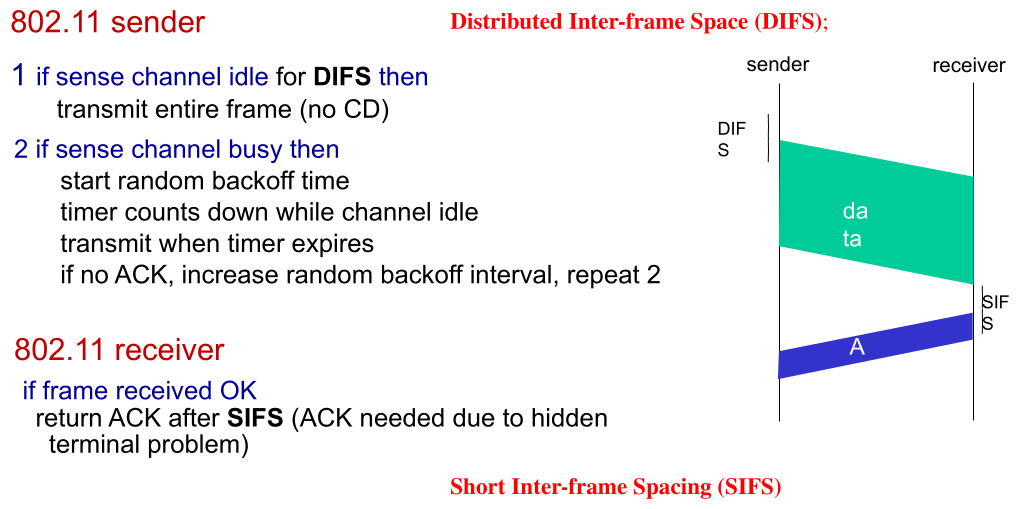 802.11 sender
Distributed Inter-frame Space (DIFS);
1 if sense channel idle for DIFS then
transmit entire frame (no CD)
2 if sense channel busy then
start random backoff time
timer counts down while channel idle
transmit when timer expires
if no ACK, increase random backoff interval, repeat 2
802.11 receiver
if frame received OK
return ACK after SIFS (ACK needed due to hidden
terminal problem)
sender
receiver
DIF
S
da
ta
SIF
S
A
Short Inter-frame Spacing (SIFS)